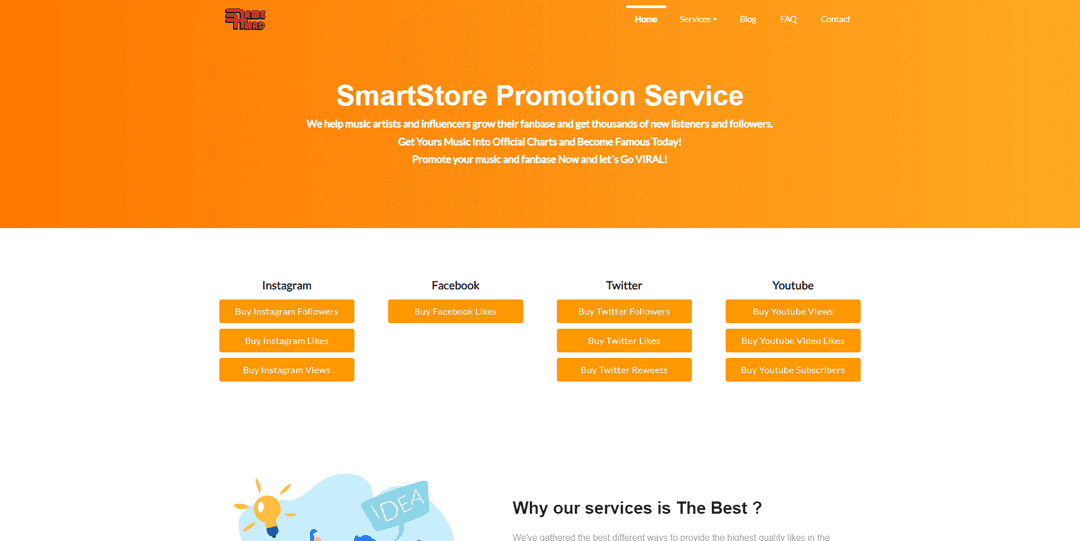 FAME
Home
Services
Blog
FAQ
Contact
SmartStore Promotion Service
We help music artists and influencers grow their fanbase and get thousands of new listeners and followers.
Get Yours Music Into Official Charts and Become Famous Today!
Promote your music and fanbase Now and let´s Go VIRAL!
Instagram
Facebook
Twitter
Youtube
Buy Instagram Followers
Buy Facebook Likes
Buy Twitter Followers
Buy Youtube Views
Buy Instagram Likes
Buy Twitter Likes
Buy Youtube Video Likes
Buy Instagram Views
Buy Twitter Reweets
Buy Youtube Subscribers
IDEA
Why our services is The Best ?
We've gathered the best different ways to provide the highest quality likes in the